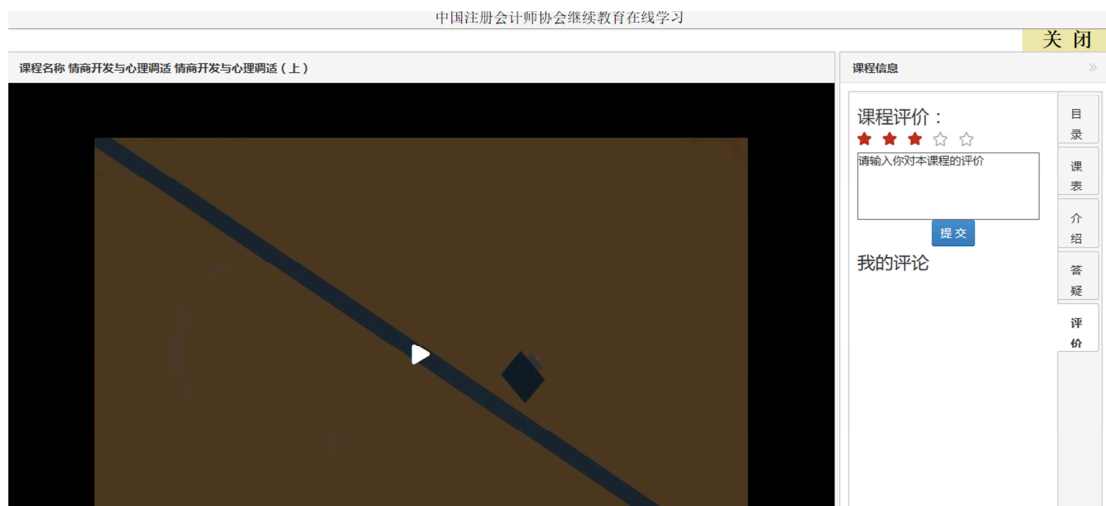 中国注册会计师协会继续教育在线学习
关 闭
课程名称 情商开发与心理调适 情商开发与心理调适（上）
课程信息
课程评价：
请输入你对本课程的评价
提 交
我的评论
目
录
课
表
介
绍
答
疑
评
价